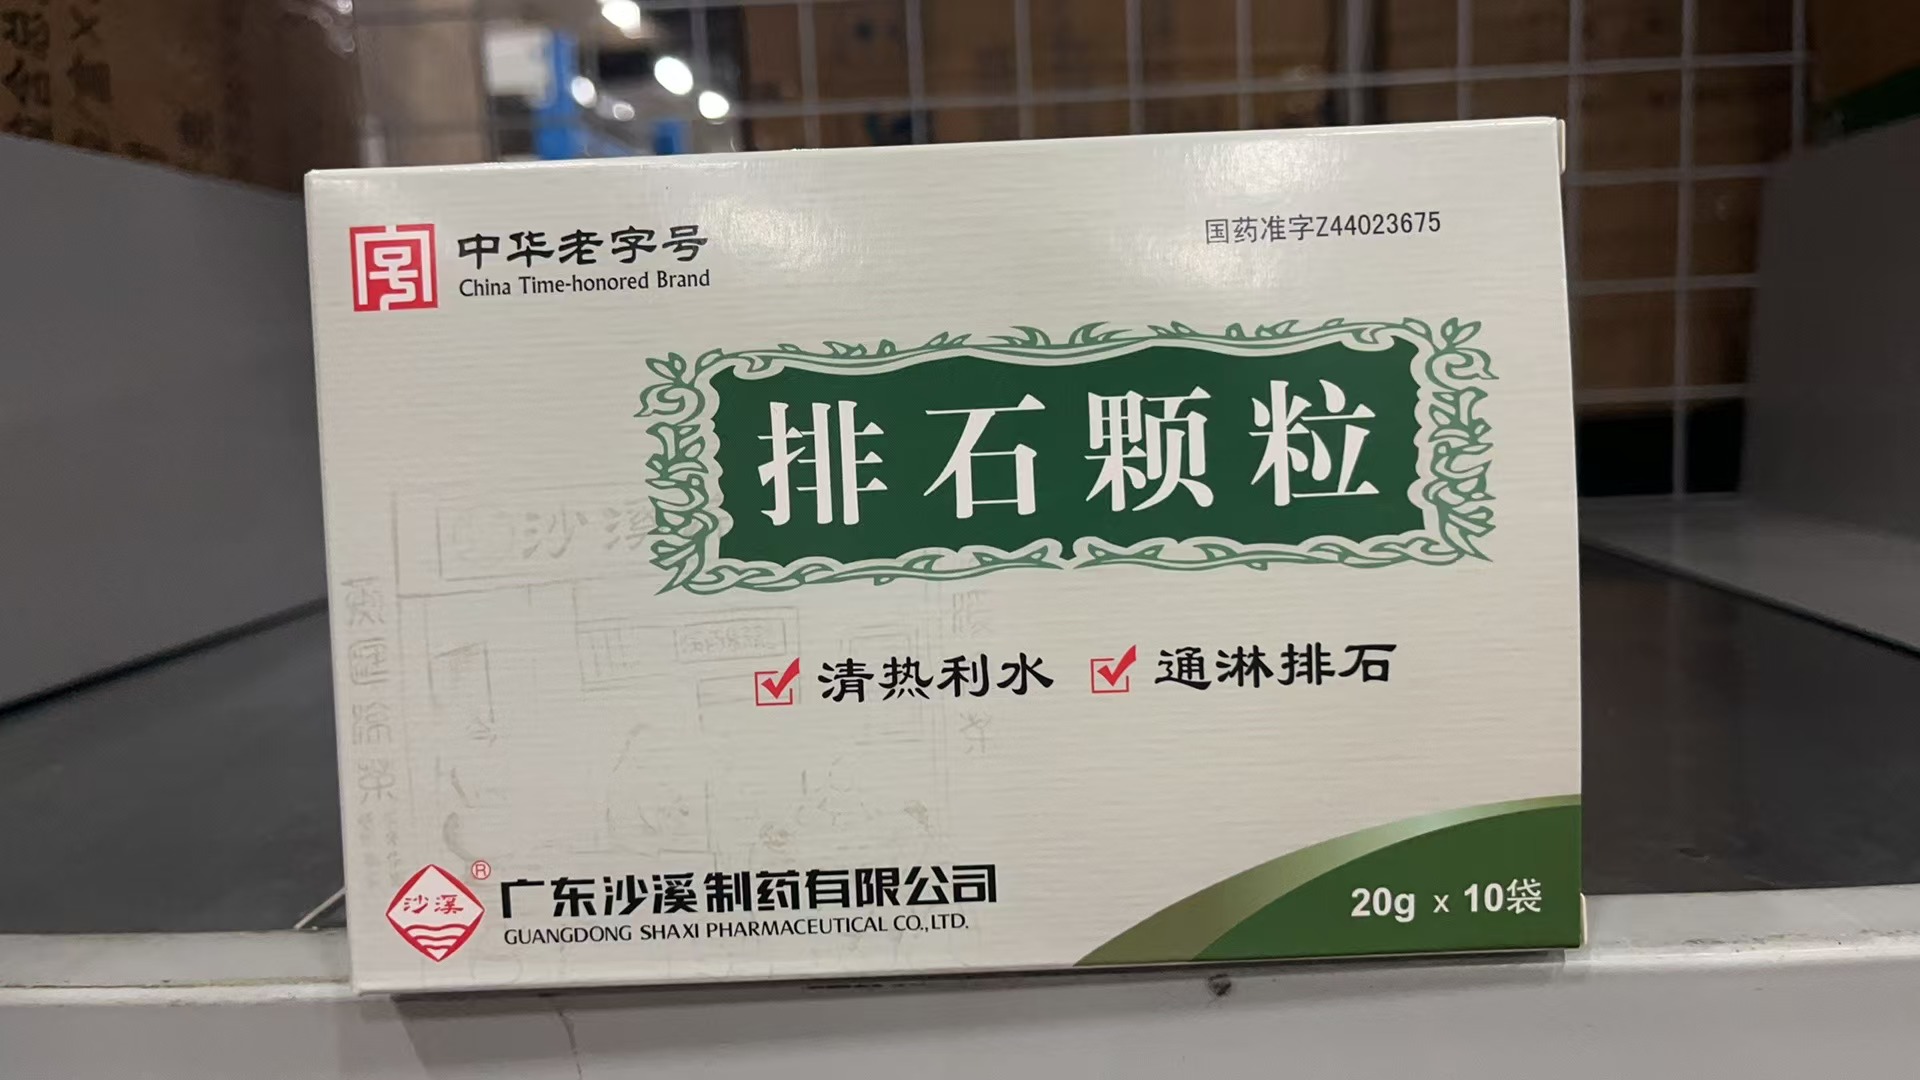 中华老字号
China Time-honored Brand
国药准字Z44023675
排石颗粒
沙溪
清热利水 通淋排石
沙溪®
广东沙溪制药有限公司
GUANGDONG SHAXI PHARMACEUTICAL CO.,LTD.
20g x 10袋